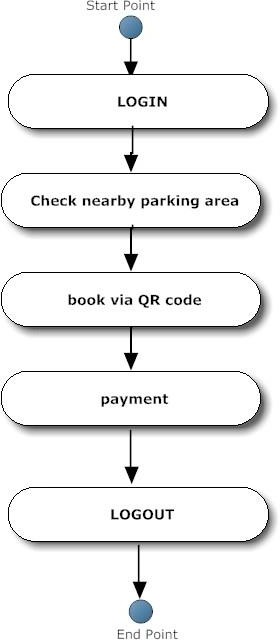 Start Point
LOGIN
Check nearby parking area
book via QR code
payment
LOGOUT
End Point